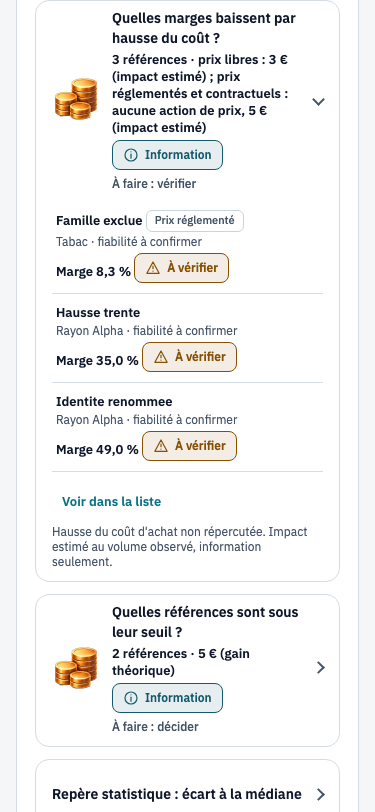 Quelles marges baissent par
hausse du coût ?
3 références · prix libres : 3 €
(impact estimé) ; prix
réglementés et contractuels :
aucune action de prix, 5 €
(impact estimé)
Information
À faire : vérifier
Famille exclue Prix réglementé
Tabac · fiabilité à confirmer
Marge 8,3 % À vérifier
Hausse trente
Rayon Alpha · fiabilité à confirmer
Marge 35,0 % À vérifier
Identite renommee
Rayon Alpha · fiabilité à confirmer
Marge 49,0 % À vérifier
Voir dans la liste
Hausse du coût d'achat non répercutée. Impact
estimé au volume observé, information
seulement.
Quelles références sont sous
leur seuil ?
2 références · 5 € (gain
théorique)
Information
À faire : décider
Repère statistique : écart à la médiane